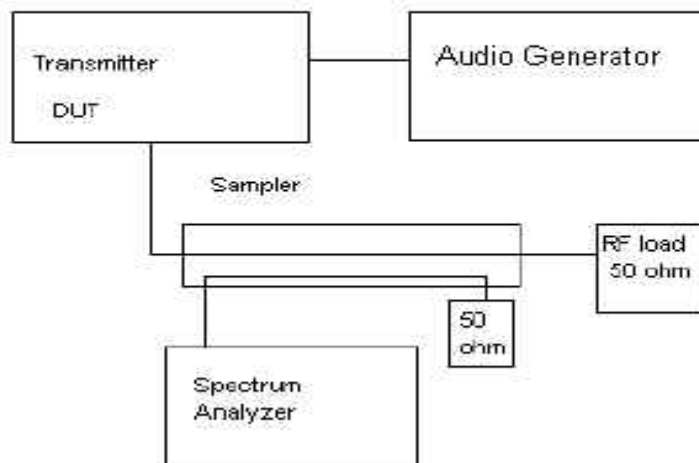 Transmitter
DUT
Audio Generator
Sampler
RF load
50 ohm
50
ohm
Spectrum
Analyzer